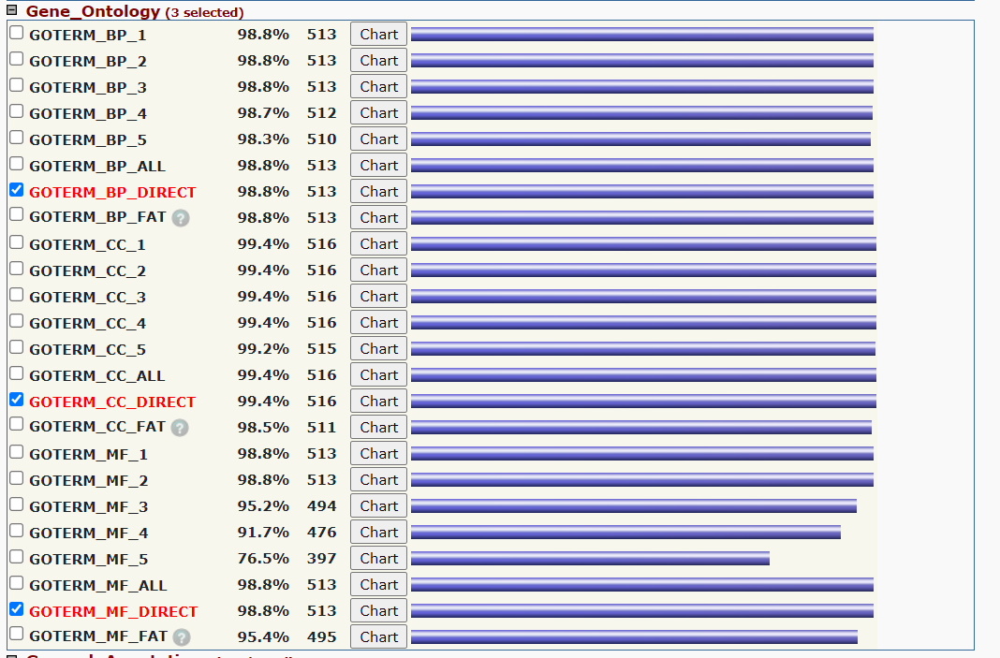 Gene_Ontology (3 selected)
GOTERM_BP_1 98.8% 513 Chart
GOTERM_BP_2 98.8% 513 Chart
GOTERM_BP_3 98.8% 513 Chart
GOTERM_BP_4 98.7% 512 Chart
GOTERM_BP_5 98.3% 510 Chart
GOTERM_BP_ALL 98.8% 513 Chart
GOTERM_BP_DIRECT 98.8% 513 Chart
GOTERM_BP_FAT ? 98.8% 513 Chart
GOTERM_CC_1 99.4% 516 Chart
GOTERM_CC_2 99.4% 516 Chart
GOTERM_CC_3 99.4% 516 Chart
GOTERM_CC_4 99.4% 516 Chart
GOTERM_CC_5 99.2% 515 Chart
GOTERM_CC_ALL 99.4% 516 Chart
GOTERM_CC_DIRECT 99.4% 516 Chart
GOTERM_CC_FAT ? 98.5% 511 Chart
GOTERM_MF_1 98.8% 513 Chart
GOTERM_MF_2 98.8% 513 Chart
GOTERM_MF_3 95.2% 494 Chart
GOTERM_MF_4 91.7% 476 Chart
GOTERM_MF_5 76.5% 397 Chart
GOTERM_MF_ALL 98.8% 513 Chart
GOTERM_MF_DIRECT 98.8% 513 Chart
GOTERM_MF_FAT ? 95.4% 495 Chart